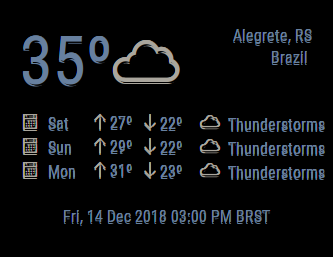 35º
Alegrete, RS
Brazil
Sat ↑27º ↓22º Thunderstorms
Sun ↑29º ↓22º Thunderstorms
Mon ↑31º ↓23º Thunderstorms
Fri, 14 Dec 2018 03:00 PM BRST